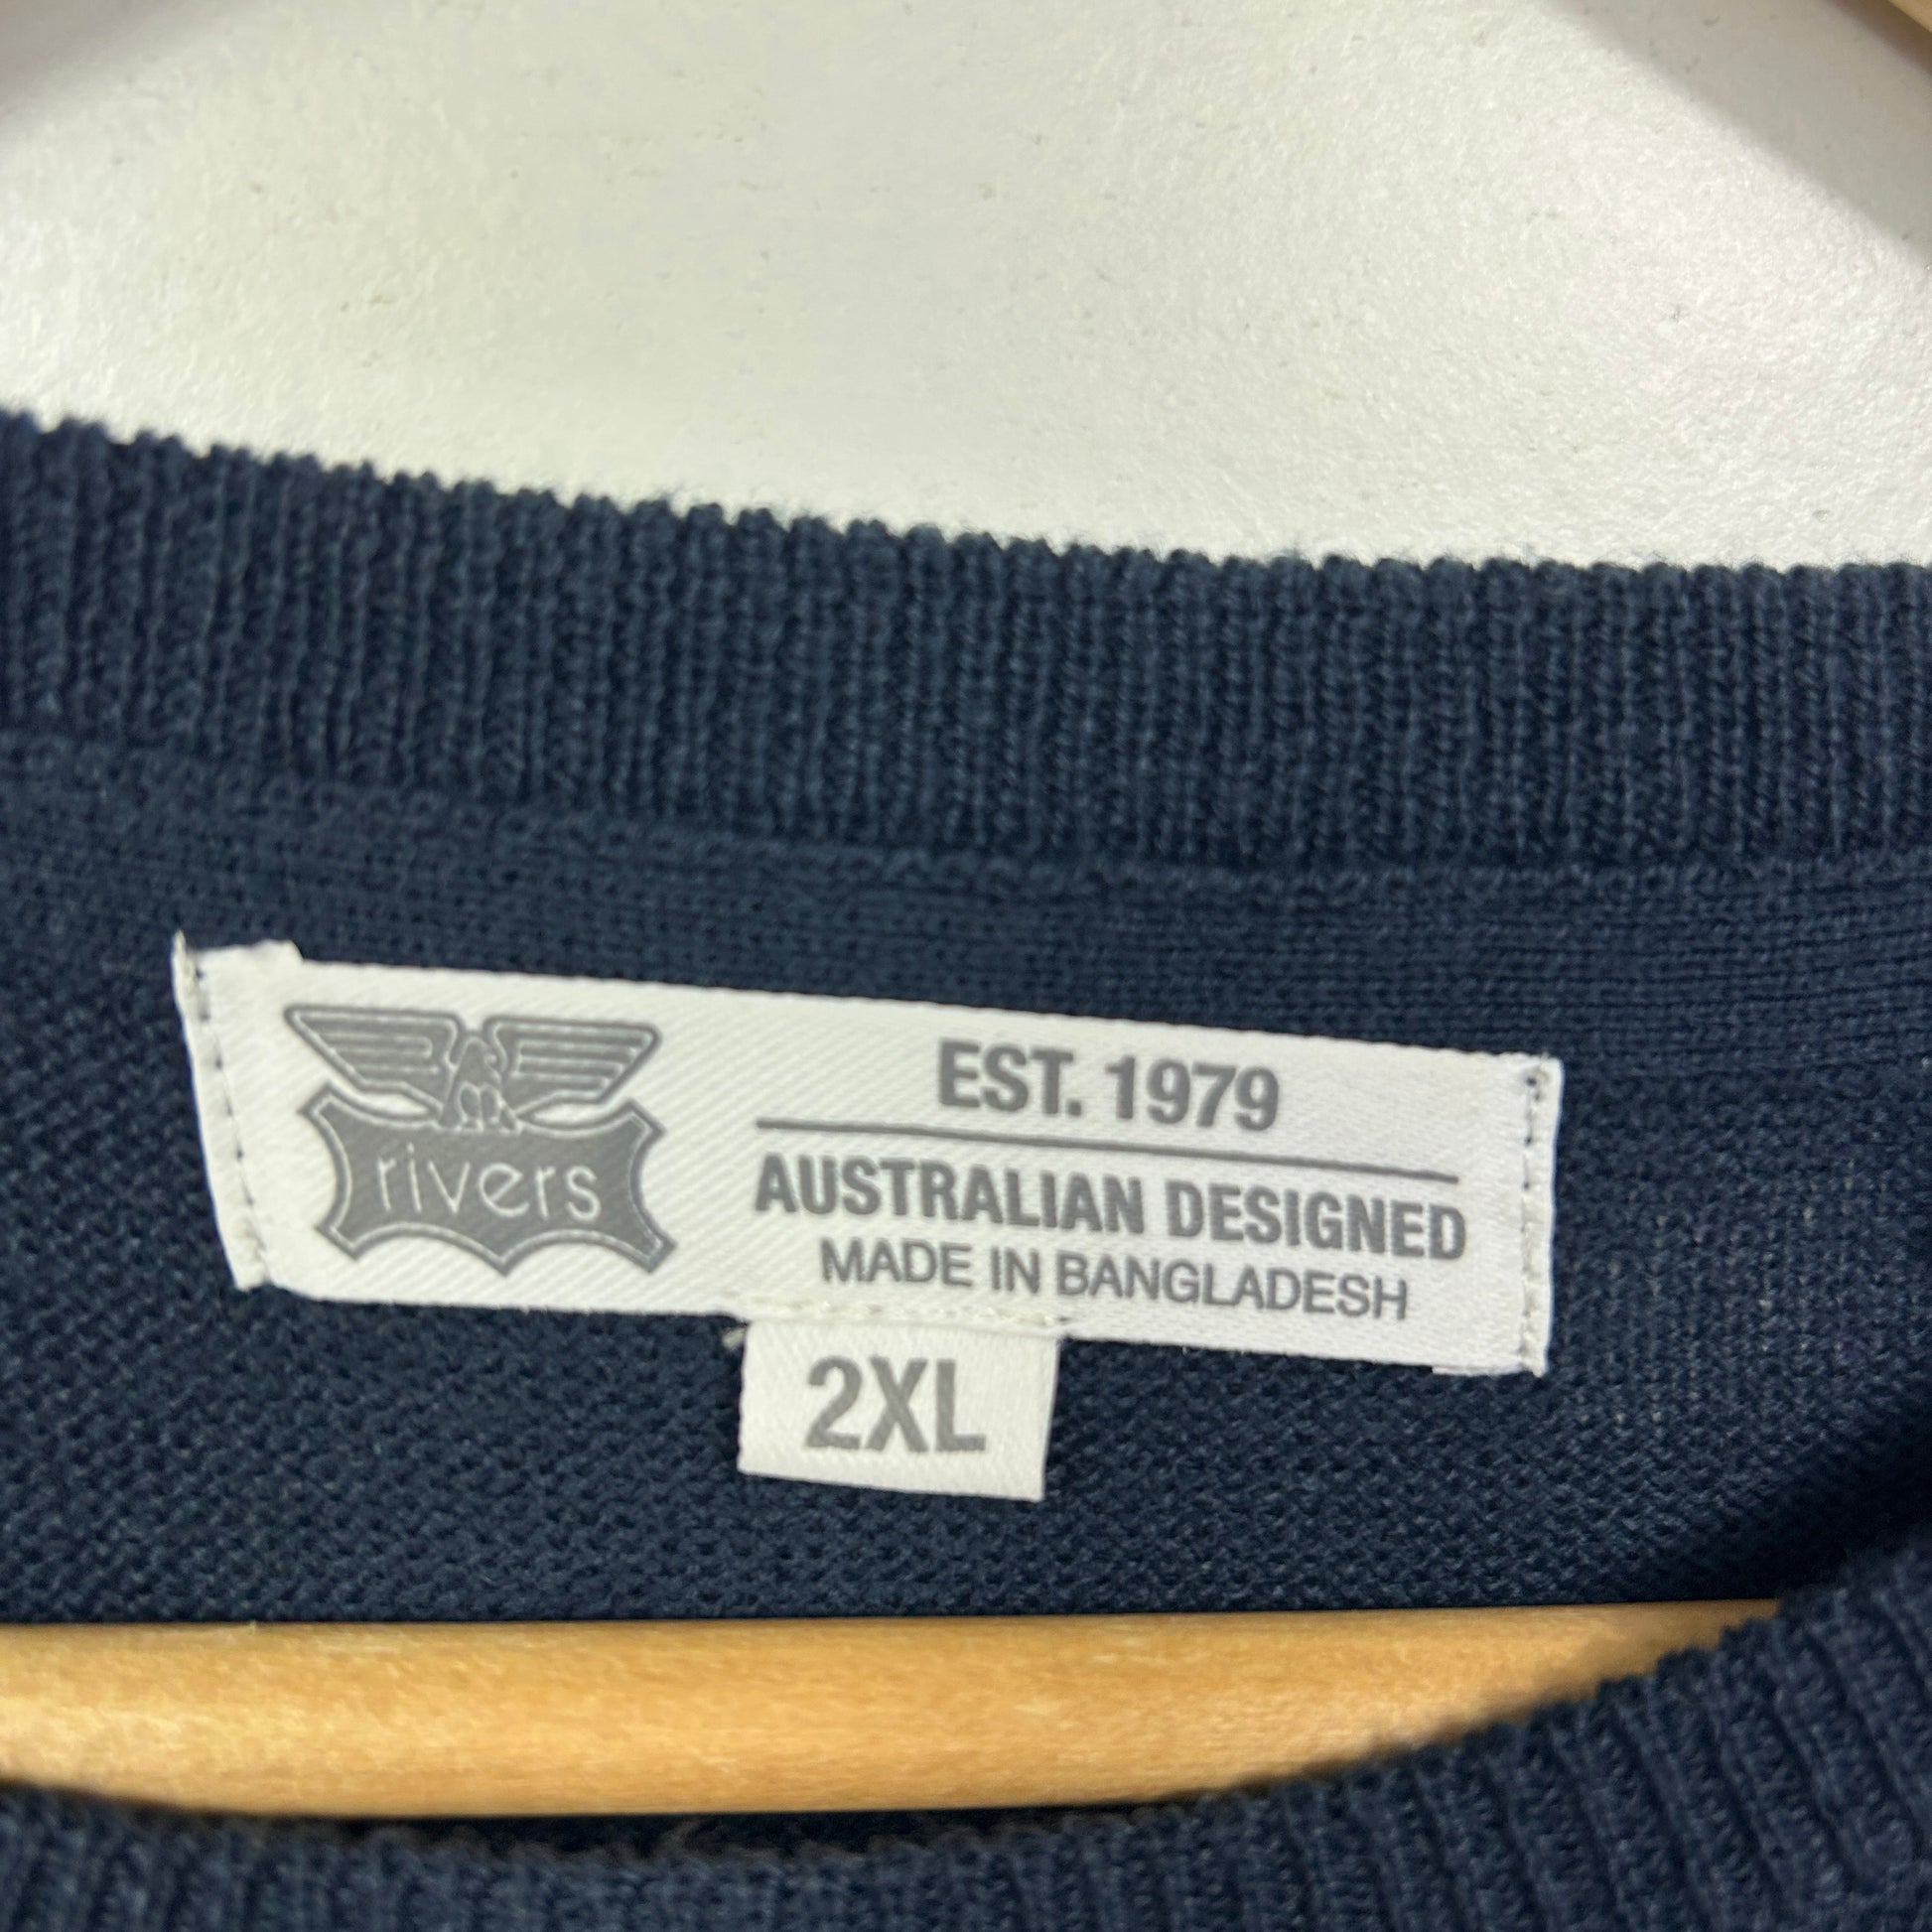 rivers
EST. 1979
AUSTRALIAN DESIGNED
MADE IN BANGLADESH
2XL